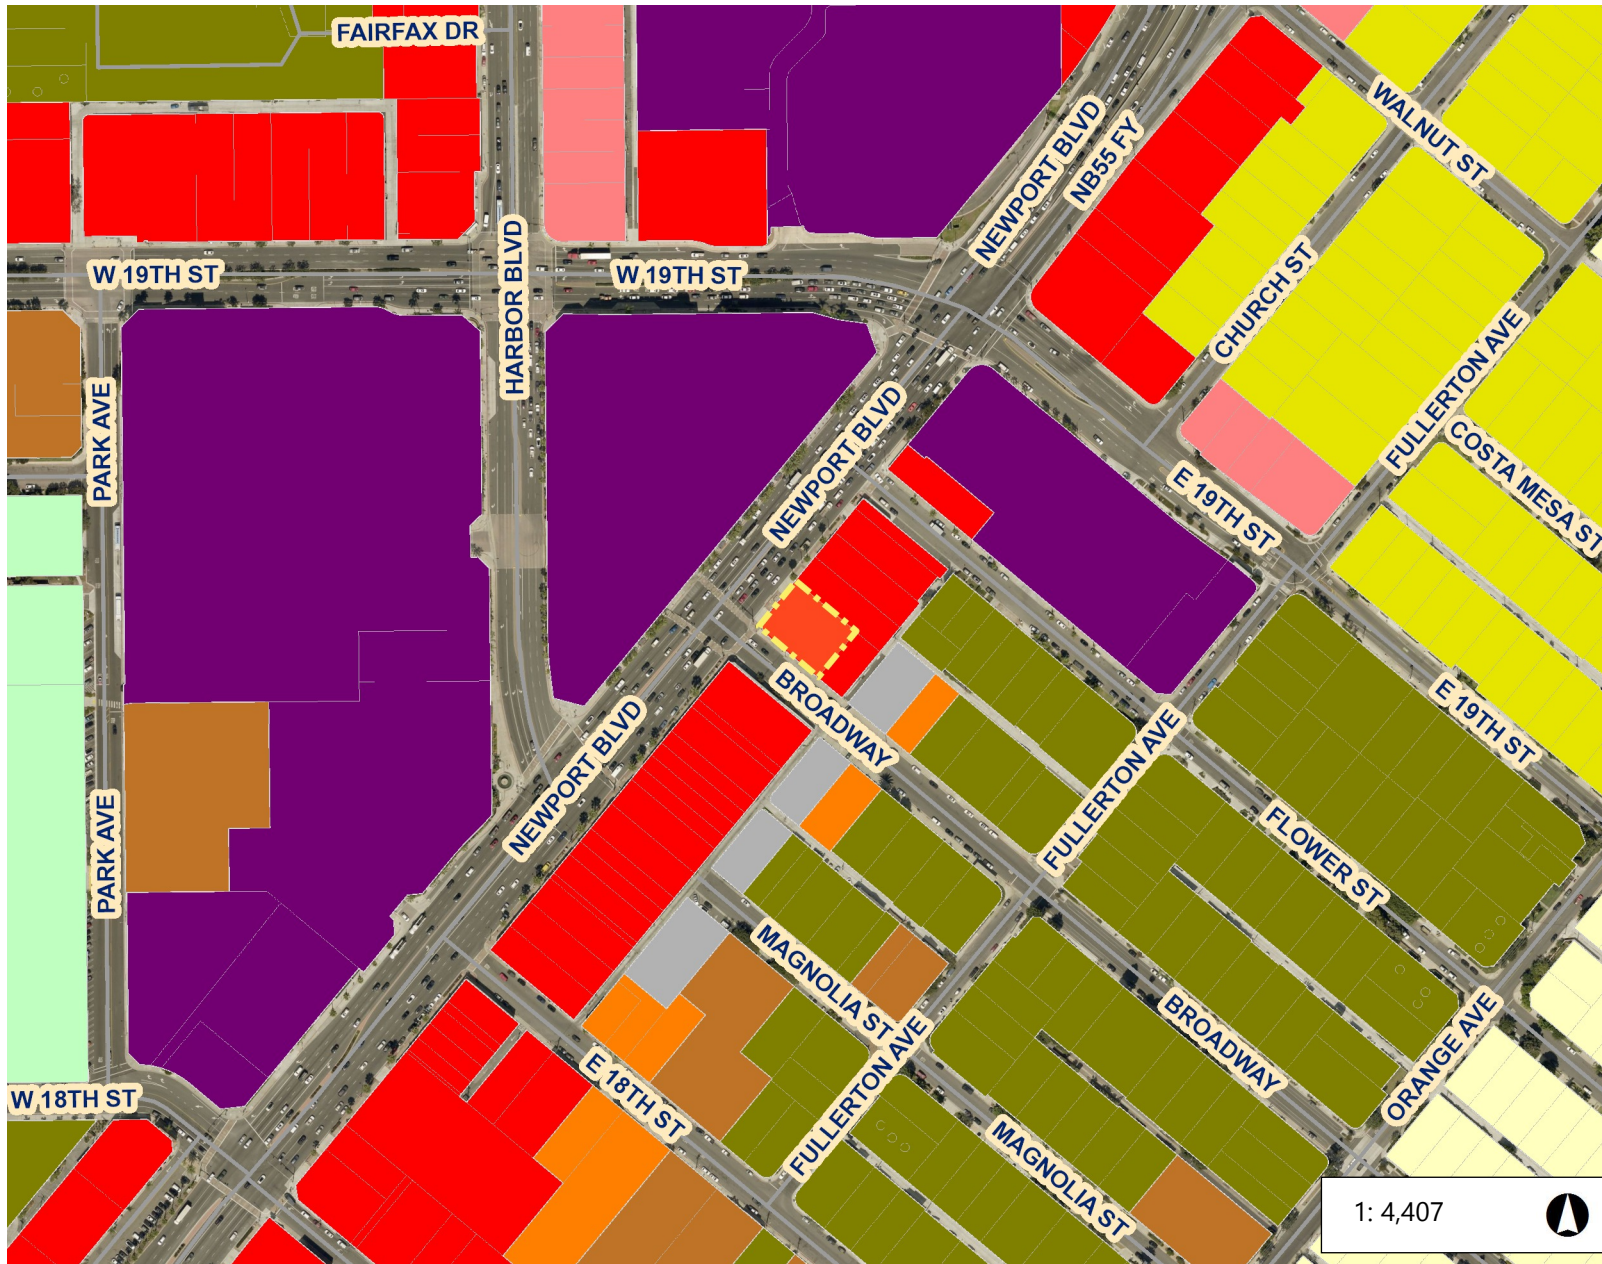 FAIRFAX DR
WALNUT ST
NEWPORT BLVD
NB55 FY
W 19TH ST
HARBOR BLVD
W 19TH ST
CHURCH ST
FULLERTON AVE
PARK AVE
NEWPORT BLVD
E 19TH ST
COSTA MESA ST
BROADWAY
E 19TH ST
NEWPORT BLVD
FULLERTON AVE
PARK AVE
FLOWER ST
MAGNOLIA ST
BROADWAY
ORANGE AVE
W 18TH ST
E 18TH ST
FULLERTON AVE
MAGNOLIA ST
1: 4,407